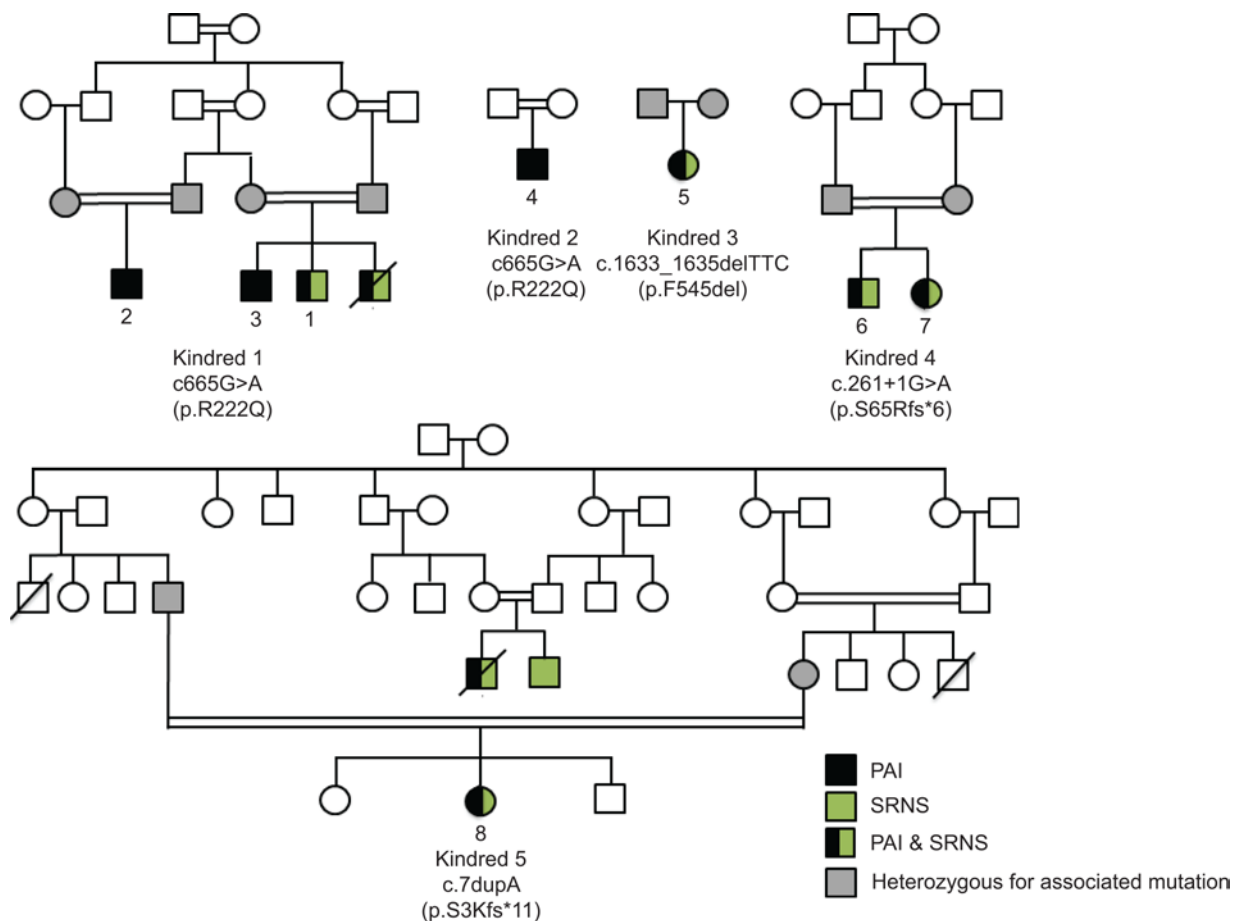 4
5
Kindred 2
c665G>A
(p.R222Q)
Kindred 3
c.1633_1635delTTC
(p.F545del)
2
3
1
Kindred 1
c665G>A
(p.R222Q)
6
7
Kindred 4
c.261+1G>A
(p.S65Rfs*6)
8
Kindred 5
c.7dupA
(p.S3Kfs*11)
PAI
SRNS
PAI & SRNS
Heterozygous for associated mutation